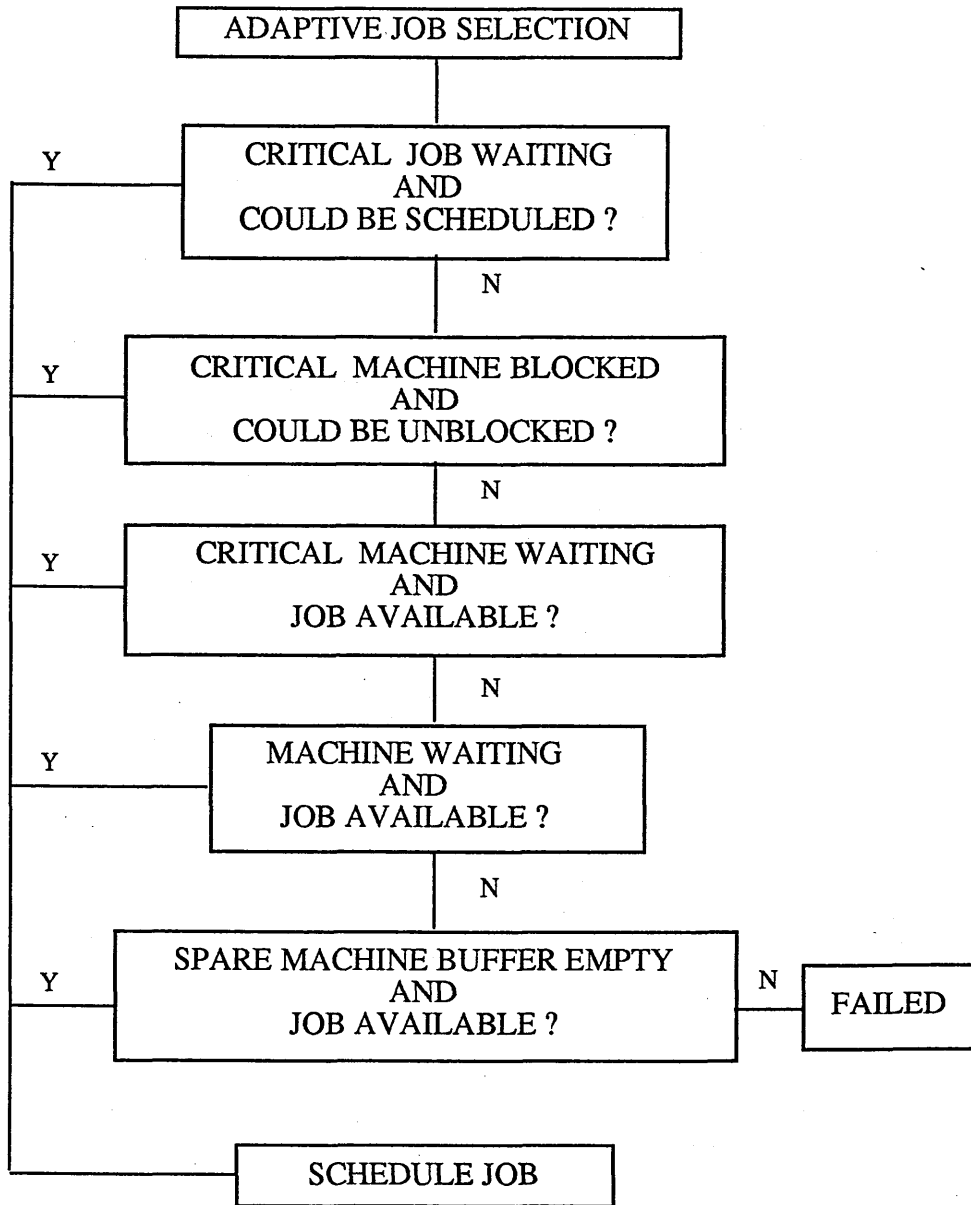 ADAPTIVE JOB SELECTION
Y
CRITICAL JOB WAITING
AND
COULD BE SCHEDULED ?
N
Y
CRITICAL MACHINE BLOCKED
AND
COULD BE UNBLOCKED ?
N
Y
CRITICAL MACHINE WAITING
AND
JOB AVAILABLE ?
N
Y
MACHINE WAITING
AND
JOB AVAILABLE ?
N
Y
SPARE MACHINE BUFFER EMPTY
AND
JOB AVAILABLE ?
N
FAILED
SCHEDULE JOB